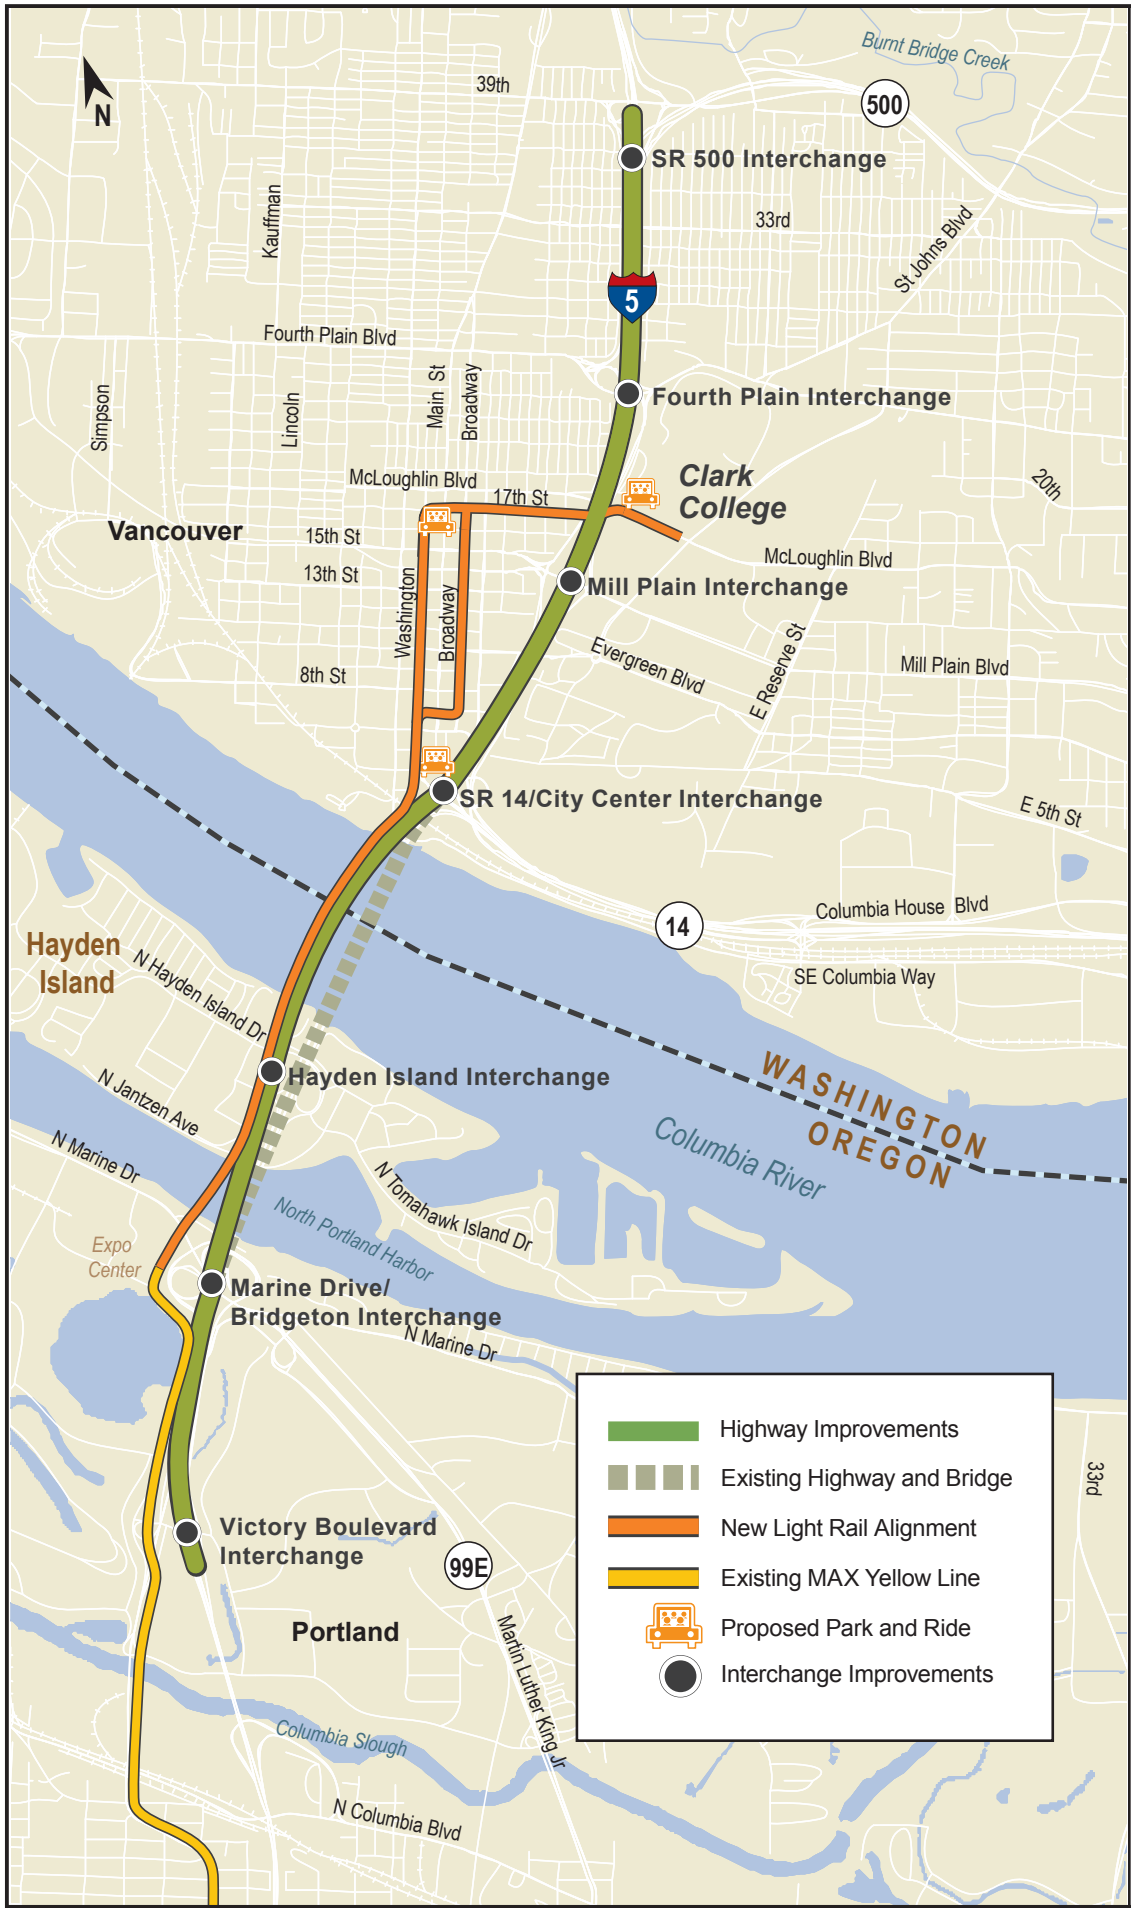 Burnt Bridge Creek
39th
N
500
SR 500 Interchange
Kauffman
33rd
St Johns Blvd
5
Fourth Plain Blvd
Simpson
Lincoln
Main St
Broadway
Fourth Plain Interchange
McLoughlin Blvd
17th St
Clark
College
20th
Vancouver
15th St
13th St
McLoughlin Blvd
Mill Plain Interchange
Washington
Broadway
Evergreen Blvd
E Reserve St
Mill Plain Blvd
8th St
SR 14/City Center Interchange
E 5th St
14
Columbia House Blvd
SE Columbia Way
Hayden
Island
N Hayden Island Dr
Hayden Island Interchange
WASHINGTON
OREGON
Columbia River
N Jantzen Ave
N Marine Dr
N Tomahawk Island Dr
North Portland Harbor
Expo
Center
Marine Drive/
Bridgeton Interchange
N Marine Dr
Highway Improvements
Existing Highway and Bridge
New Light Rail Alignment
Existing MAX Yellow Line
Proposed Park and Ride
Interchange Improvements
33rd
Victory Boulevard
Interchange
99E
Portland
Martin Luther King Jr
Columbia Slough
N Columbia Blvd